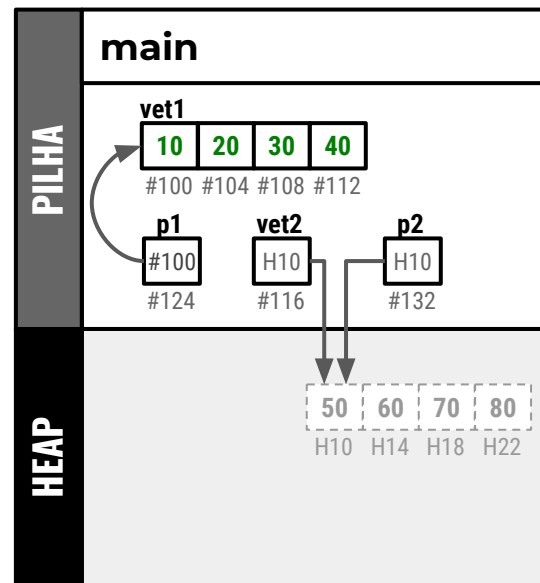 main
PILHA
vet1
10 20 30 40
#100 #104 #108 #112
p1 vet2 p2
#100 H10 H10
#124 #116 #132
HEAP
50 60 70 80
H10 H14 H18 H22